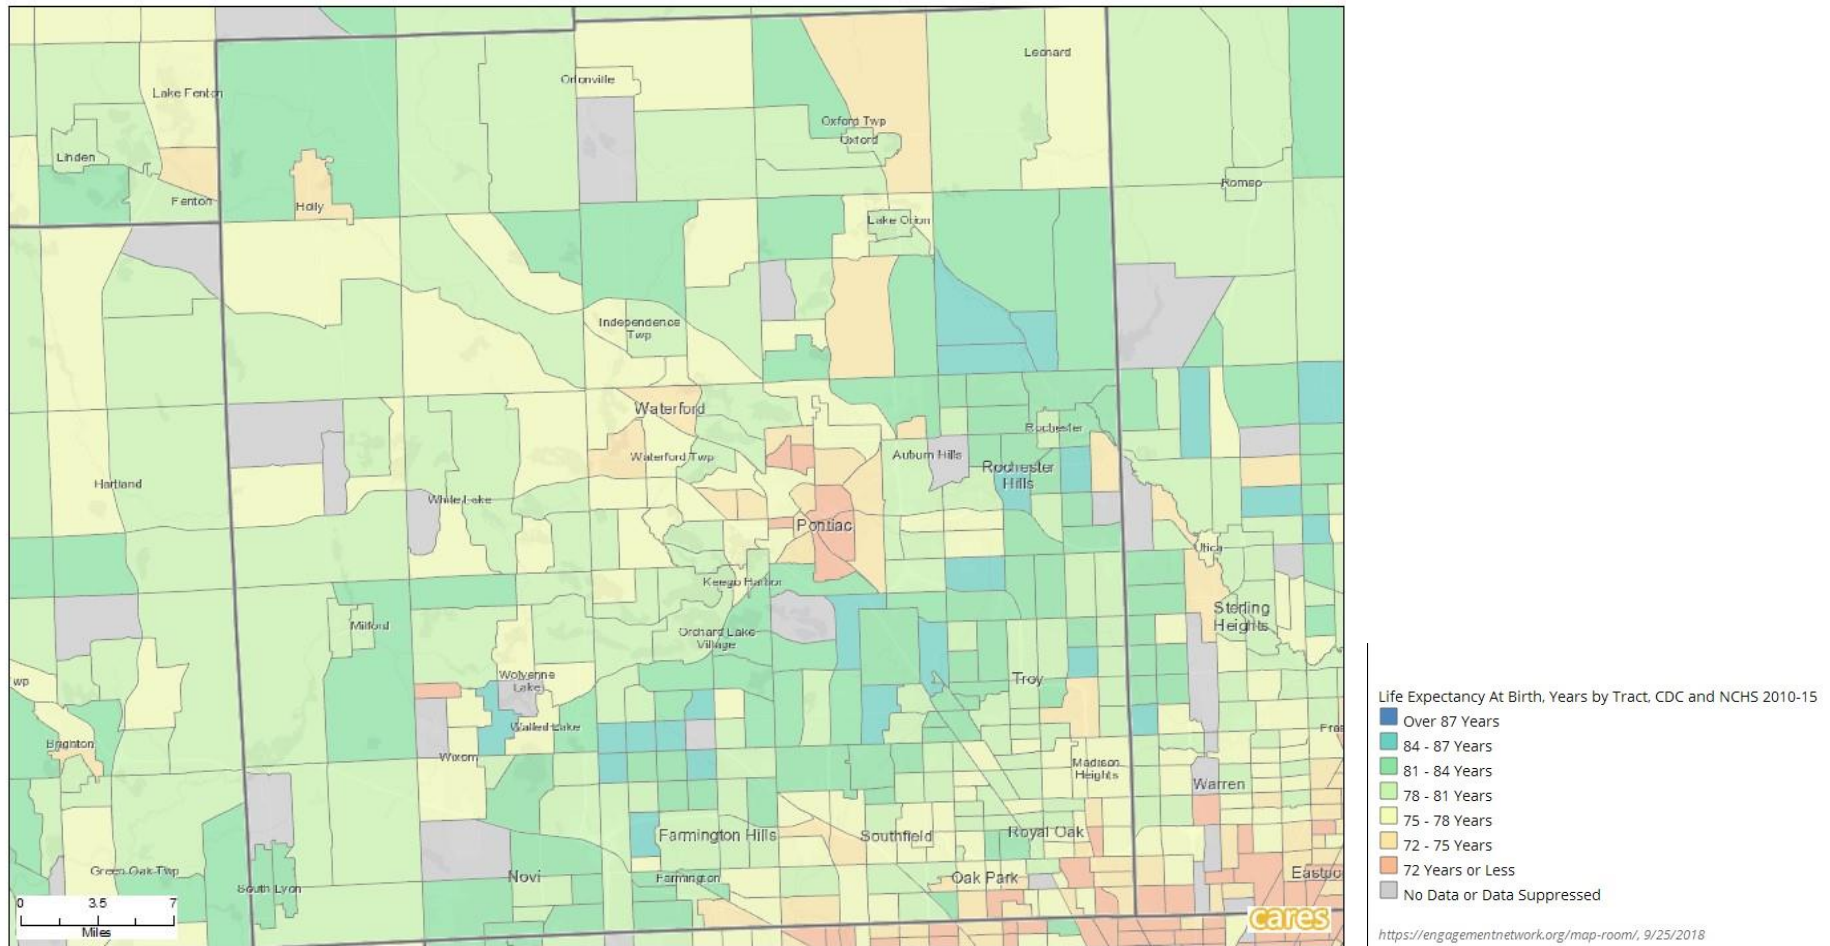 Leonard
Ortonville
Lake Fenton
Oxford Twp
Oxford
Linden
Romeo
Fenton
Holly
Lake Orion
Independence
Twp
Waterford
Rochester
Waterford Twp
Auburn Hills
Rochester
Hills
Hartland
White Lake
Pontiac
Utica
Keego Harbor
Sterling
Heights
Milford
Orchard Lake
Village
Wolverine
Lake
Troy
wp
Walled Lake
Fras
Brighton
Wixom
Madison
Heights
Warren
Farmington Hills
Southfield
Royal Oak
Green Oak Twp
Novi
Farmington
Oak Park
Eastpo
South Lyon
0 3.5 7
Miles
cares
Life Expectancy At Birth, Years by Tract, CDC and NCHS 2010-15
Over 87 Years
84 - 87 Years
81 - 84 Years
78 - 81 Years
75 - 78 Years
72 - 75 Years
72 Years or Less
No Data or Data Suppressed
https://engagementnetwork.org/map-room/, 9/25/2018